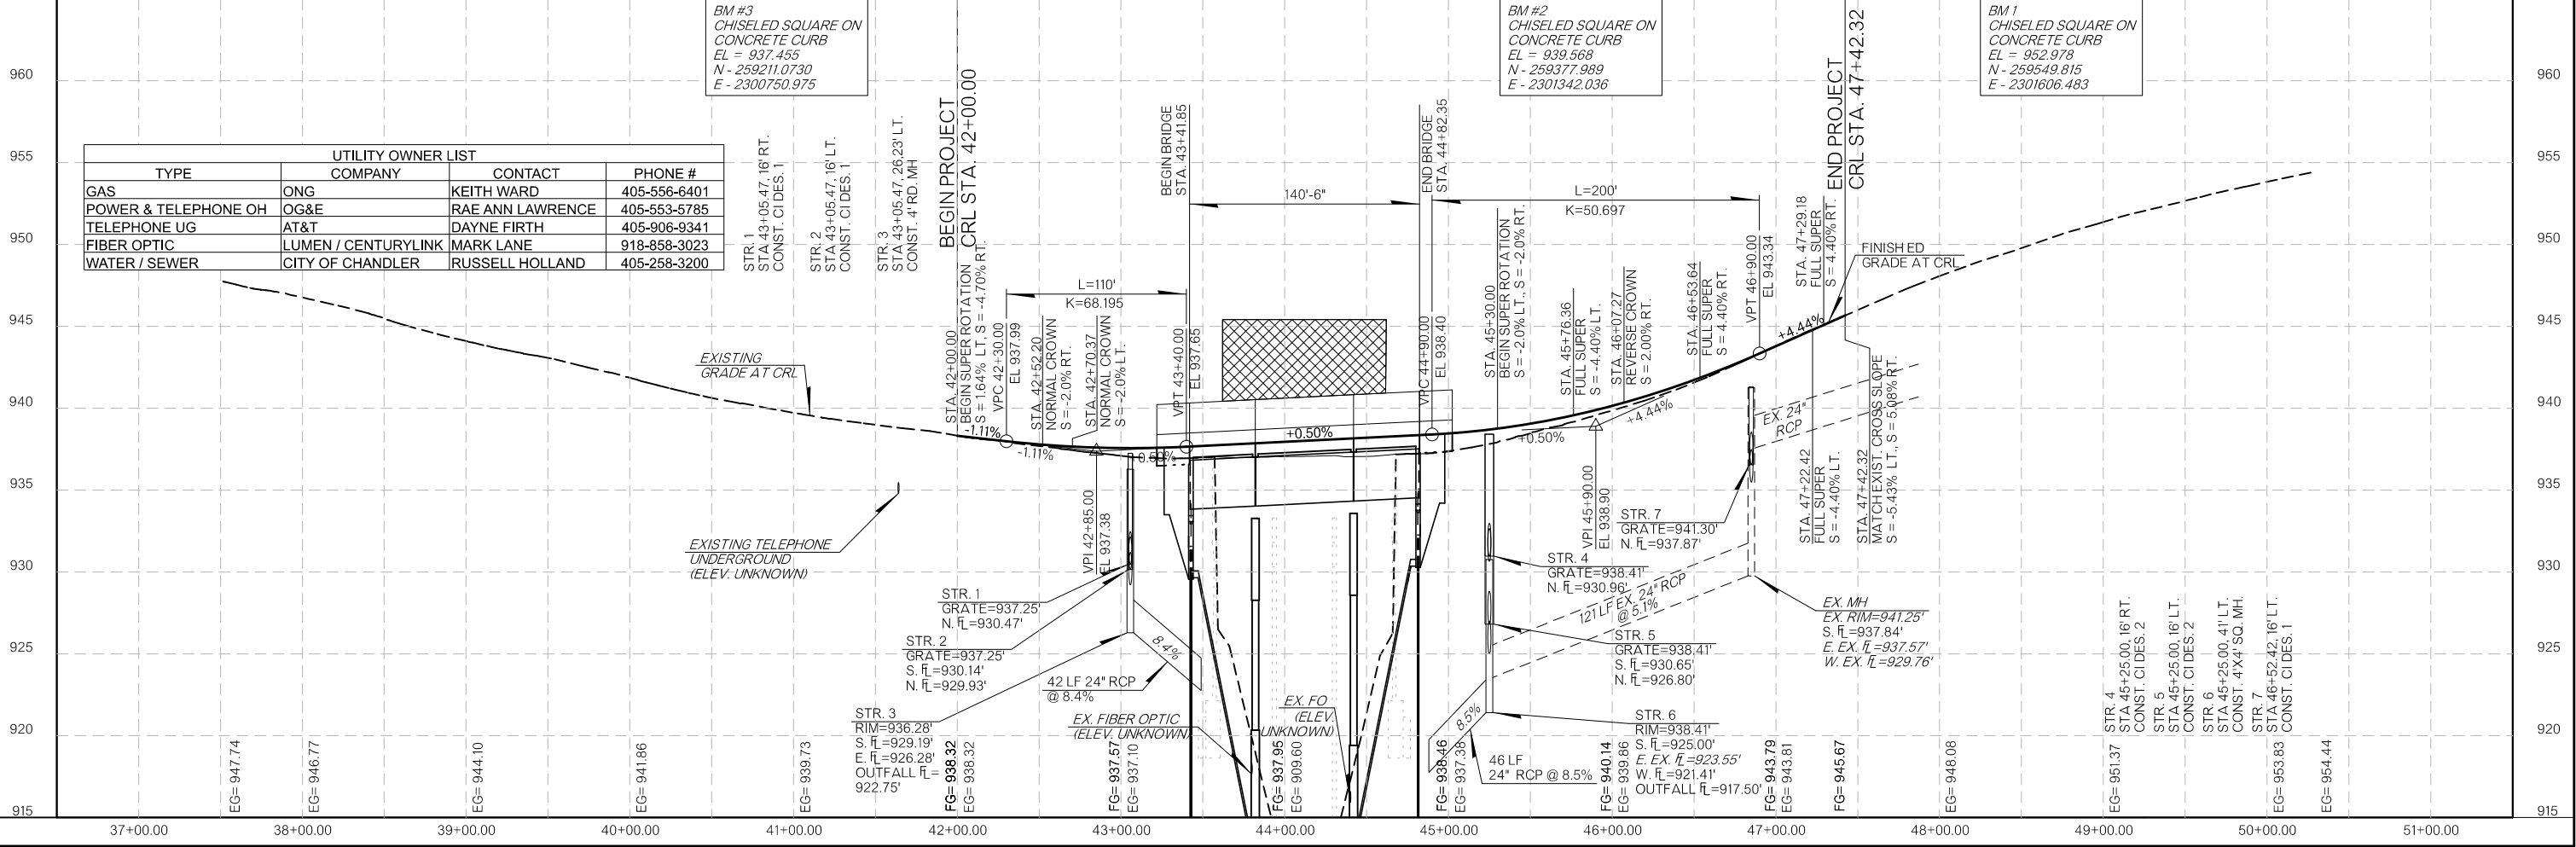 BM #3
CHISELED SQUARE ON
CONCRETE CURB
EL = 937.455
N - 259211.0730
E - 2300750.975
BM #2
CHISELED SQUARE ON
CONCRETE CURB
EL = 939.568
N - 259377.989
E - 2301342.036
BM 1
CHISELED SQUARE ON
CONCRETE CURB
EL = 952.978
N - 259549.815
E - 2301606.483
960
955
950
945
940
935
930
925
920
915
960
955
950
945
940
935
930
925
920
915
UTILITY OWNER LIST
TYPE COMPANY CONTACT PHONE #
GAS ONG KEITH WARD 405-556-6401
POWER & TELEPHONE OH OG&E RAE ANN LAWRENCE 405-553-5785
TELEPHONE UG AT&T DAYNE FIRTH 405-906-9341
FIBER OPTIC LUMEN / CENTURYLINK MARK LANE 918-858-3023
WATER / SEWER CITY OF CHANDLER RUSSELL HOLLAND 405-258-3200
STR. 1
STA 43+05.47, 16' RT.
CONST. CI DES. 1
STR. 2
STA 43+05.47, 16' LT.
CONST. CI DES. 1
STR. 3
STA 43+05.47, 26.23' LT.
CONST. 4' RD. MH
BEGIN PROJECT
CRL STA. 42+00.00
STA. 42+00.00
BEGIN SUPER ROTATION
S = 1.64% LT, S = -4.70% RT.
VPC 42+30.00
EL 937.99
STA. 42+52.20
NORMAL CROWN
S = -2.0% RT.
STA. 42+70.37
NORMAL CROWN
S = -2.0% LT.
L=110'
K=68.195
BEGIN BRIDGE
STA. 43+41.85
VPT 43+40.00
EL 937.65
140'-6"
END BRIDGE
STA. 44+82.35
VPC 44+90.00
EL 938.40
L=200'
K=50.697
STA. 45+30.00
BEGIN SUPER ROTATION
S = -2.0% LT., S = -2.0% RT.
STA. 45+76.36
FULL SUPER
S = -4.40% LT.
STA. 46+07.27
REVERSE CROWN
S = 2.00% RT.
STA. 46+53.64
FULL SUPER
S = 4.40% RT.
VPT 46+90.00
EL 943.34
STA. 47+29.18
FULL SUPER
S = 4.40% RT.
END PROJECT
CRL STA. 47+42.32
FINISHED
GRADE AT CRL
EXISTING
GRADE AT CRL
-1.11%
-1.11%
+0.50%
+0.50%
+0.50%
+4.44%
+4.44%
VPI 42+85.00
EL 937.38
VPI 45+90.00
EL 938.90
STA. 47+22.42
FULL SUPER
S = -4.40% LT.
STA. 47+42.32
MATCH EXIST. CROSS SLOPE
S = -5.43% LT., S = 5.08% RT.
EX. 24"
RCP
EXISTING TELEPHONE
UNDERGROUND
(ELEV. UNKNOWN)
STR. 1
GRATE=937.25'
N. FL=930.47'
STR. 2
GRATE=937.25'
S. FL=930.14'
N. FL=929.93'
STR. 3
RIM=936.28'
S. FL=929.19'
E. FL=926.28'
OUTFALL FL=
922.75'
8.4%
42 LF 24" RCP
@ 8.4%
EX. FIBER OPTIC
(ELEV. UNKNOWN)
EX. FO
(ELEV.
UNKNOWN)
STR. 7
GRATE=941.30'
N. FL=937.87'
STR. 4
GRATE=938.41'
N. FL=930.96'
121 LF EX. 24" RCP
@ 5.1%
STR. 5
GRATE=938.41'
S. FL=930.65'
N. FL=926.80'
STR. 6
RIM=938.41'
S. FL=925.00'
E. EX. FL=923.55'
W. FL=921.41'
OUTFALL FL=917.50'
8.5%
46 LF
24" RCP @ 8.5%
EX. MH
EX. RIM=941.25'
S. FL=937.84'
E. EX. FL=937.57'
W. EX. FL=929.76'
STR. 4
STA 45+25.00, 16' RT.
CONST. CI DES. 2
STR. 5
STA 45+25.00, 16' LT.
CONST. CI DES. 2
STR. 6
STA 45+25.00, 41' LT.
CONST. 4'X4' SQ. MH.
STR. 7
STA 46+52.42, 16' LT.
CONST. CI DES. 1
EG= 947.74
EG= 946.77
EG= 944.10
EG= 941.86
EG= 939.73
FG= 938.32
EG= 938.32
FG= 937.57
EG= 937.10
FG= 937.95
EG= 909.60
FG= 938.46
EG= 937.38
FG= 940.14
EG= 939.86
FG= 943.79
EG= 943.81
FG= 945.67
EG= 948.08
EG= 951.37
EG= 953.83
EG= 954.44
37+00.00
38+00.00
39+00.00
40+00.00
41+00.00
42+00.00
43+00.00
44+00.00
45+00.00
46+00.00
47+00.00
48+00.00
49+00.00
50+00.00
51+00.00